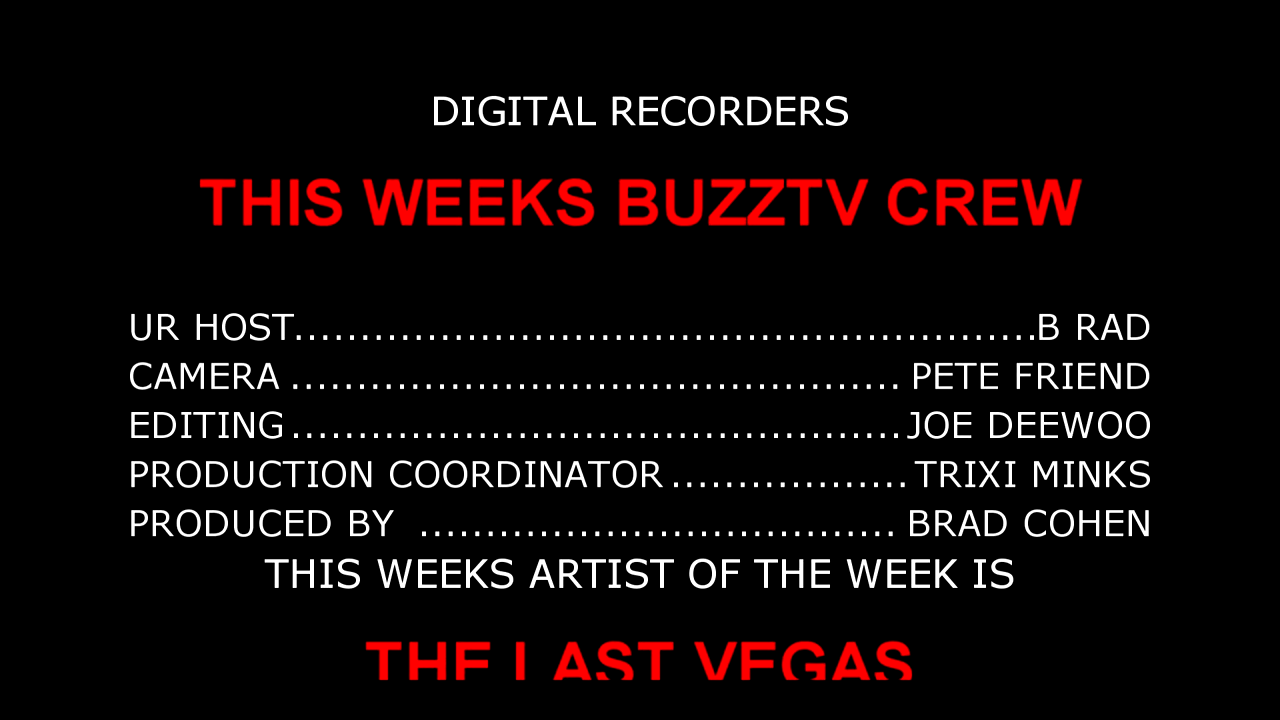 DIGITAL RECORDERS
THIS WEEKS BUZZTV CREW
UR HOST........................................................B RAD
CAMERA .............................................. PETE FRIEND
EDITING..............................................JOE DEEWOO
PRODUCTION COORDINATOR..................TRIXI MINKS
PRODUCED BY .................................... BRAD COHEN
THIS WEEKS ARTIST OF THE WEEK IS
THE LAST VEGAS